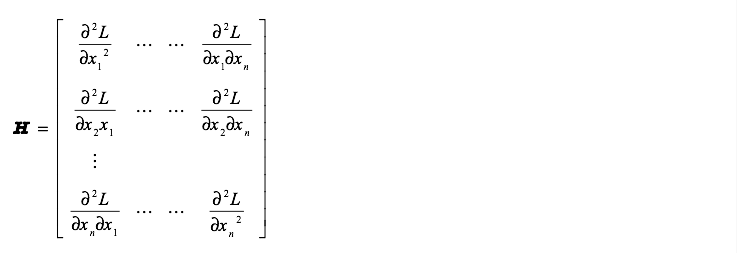 H = [ ∂²L/∂x₁² ⋯ ⋯ ∂²L/∂x₁∂xₙ
∂²L/∂x₂x₁ ⋯ ⋯ ∂²L/∂x₂∂xₙ
⋮
∂²L/∂xₙ∂x₁ ⋯ ⋯ ∂²L/∂xₙ² ]